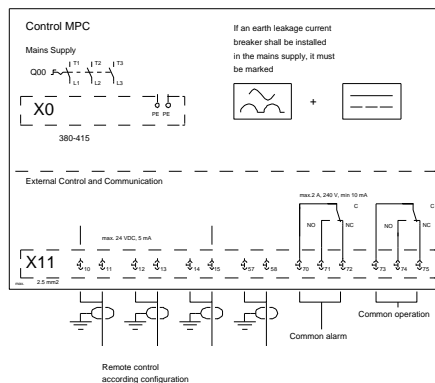 Control MPC
Mains Supply
If an earth leakage current
breaker shall be installed
in the mains supply, it must
be marked
T1 T2 T3
Q00
L1 L2 L3
+
X0
PE PE
380-415
External Control and Communication
max.2 A, 240 V, min 10 mA
C C
max. 24 VDC, 5 mA
NO NC NO NC
X11
10 11 12 13 14 15 57 58 70 71 72 73 74 75
max. 2.5 mm2
Common operation
Common alarm
Remote control
according configuration